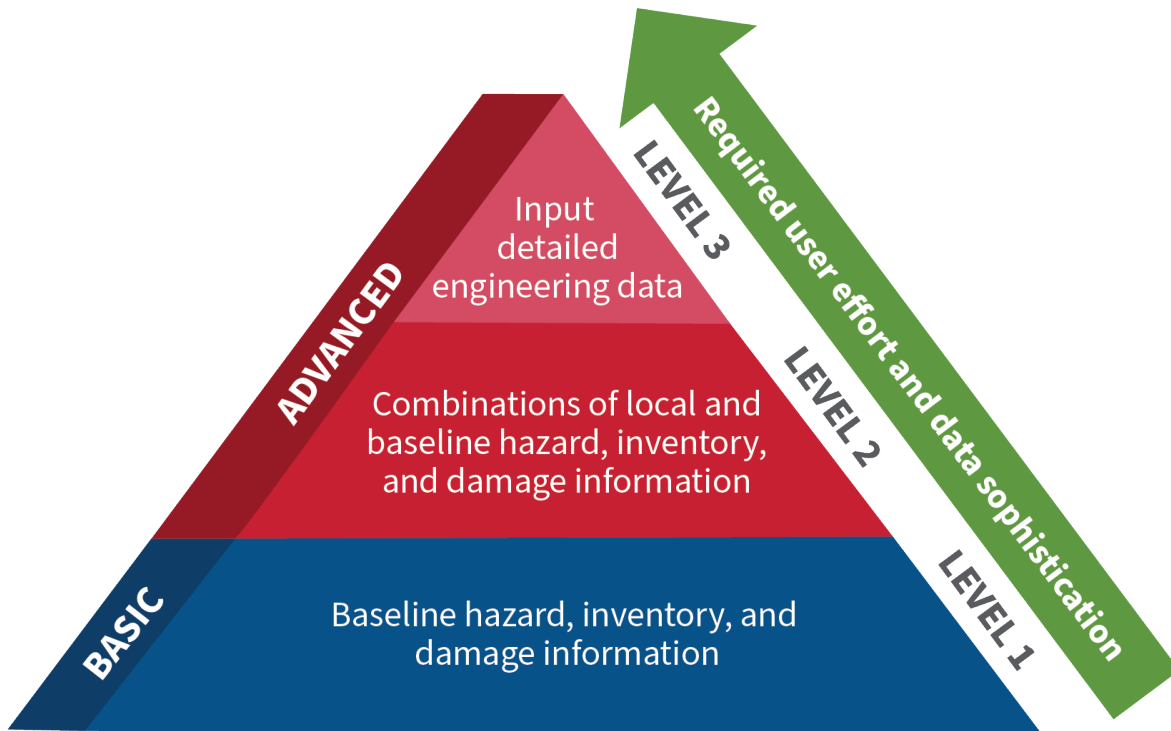 Input
detailed
engineering data
Combinations of local and
baseline hazard, inventory,
and damage information
Baseline hazard, inventory, and
damage information
ADVANCED
BASIC
LEVEL 3
LEVEL 2
LEVEL 1
Required user effort and data sophistication